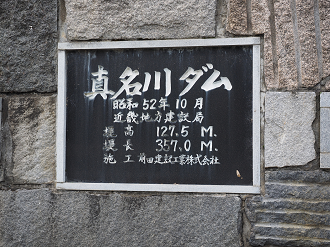 真名川ダム
昭和52年10月
近畿地方建設局
堤高 127.5 M.
堤長 357.0 M.
施工 前田建設工業株式会社